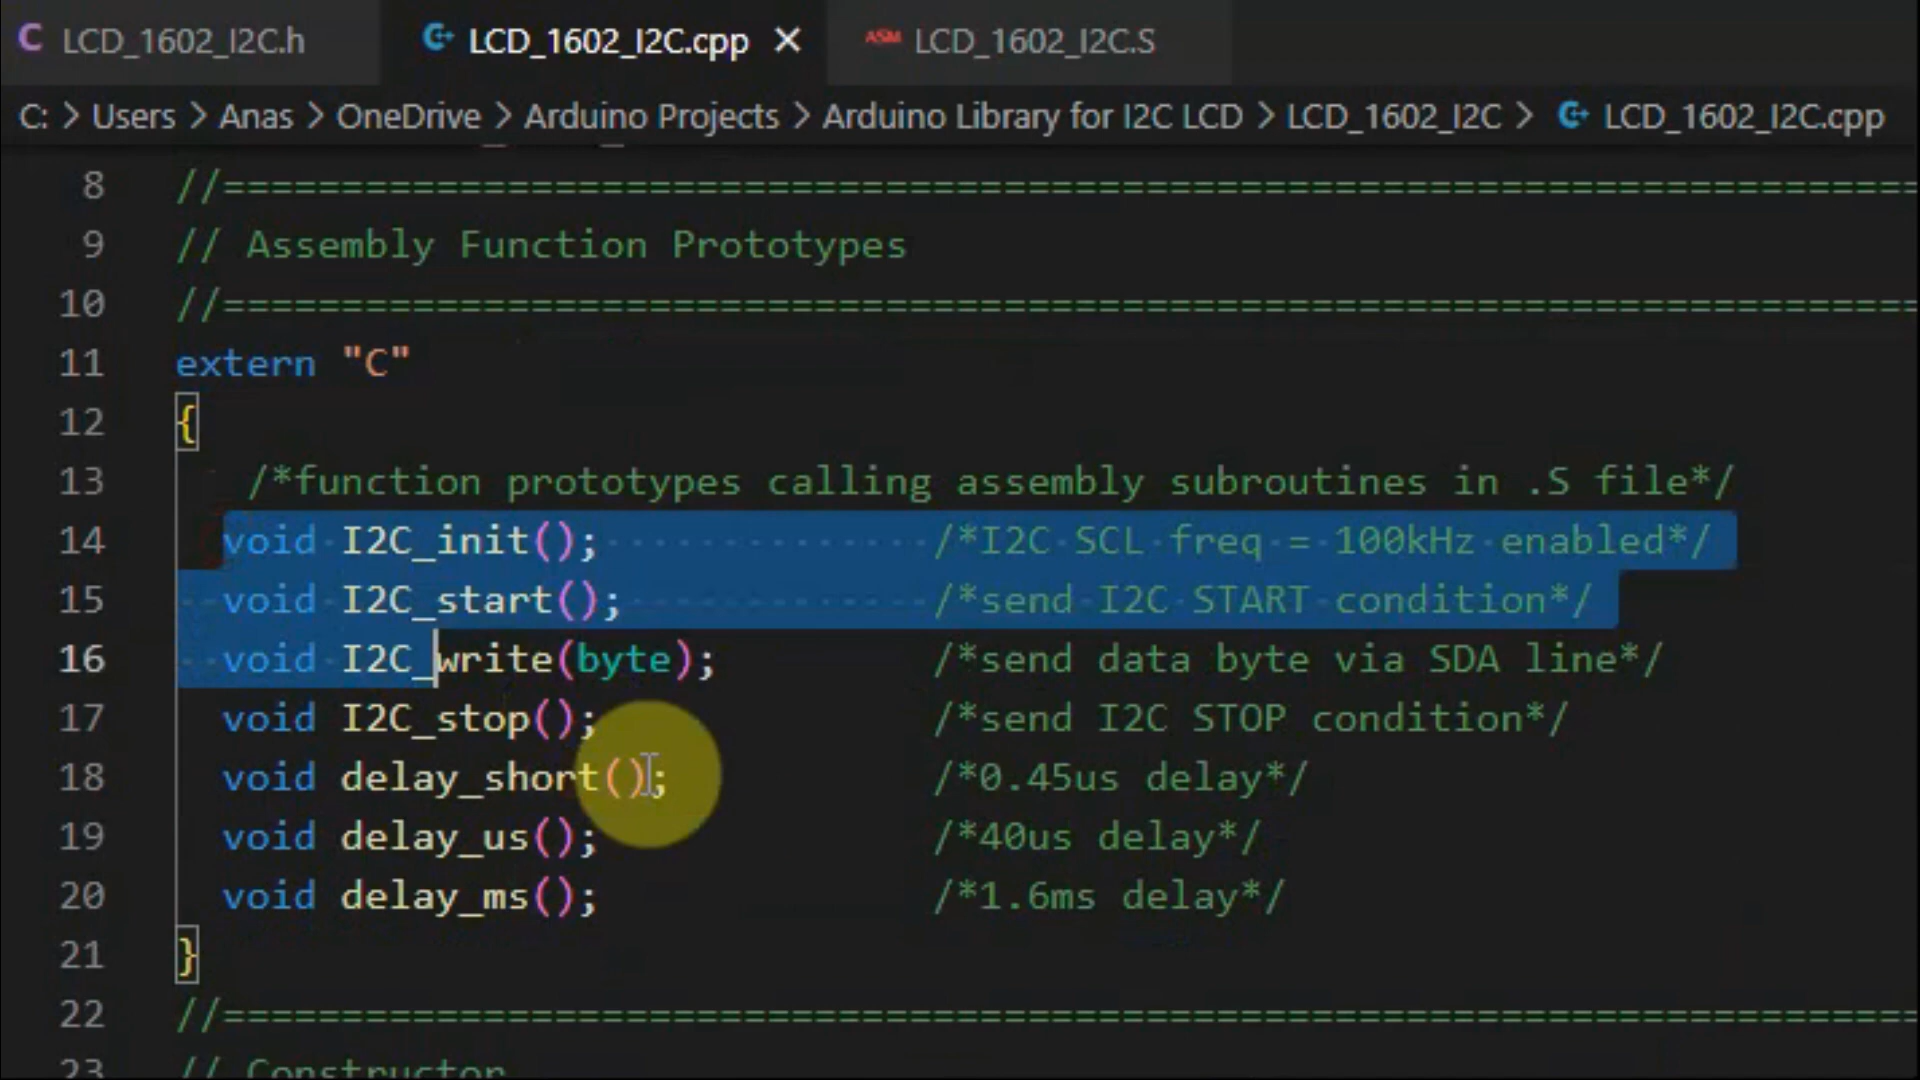 LCD_1602_I2C.h LCD_1602_I2C.cpp LCD_1602_I2C.S
C: > Users > Anas > OneDrive > Arduino Projects > Arduino Library for I2C LCD > LCD_1602_I2C > LCD_1602_I2C.cpp
8 //========================================================================
9 // Assembly Function Prototypes
10 //========================================================================
11 extern "C"
12 {
13 /*function prototypes calling assembly subroutines in .S file*/
14 void I2C_init(); /*I2C SCL freq = 100kHz enabled*/
15 void I2C_start(); /*send I2C START condition*/
16 void I2C_write(byte); /*send data byte via SDA line*/
17 void I2C_stop(); /*send I2C STOP condition*/
18 void delay_short(); /*0.45us delay*/
19 void delay_us(); /*40us delay*/
20 void delay_ms(); /*1.6ms delay*/
21 }
22 //========================================================================
23 // Constructor